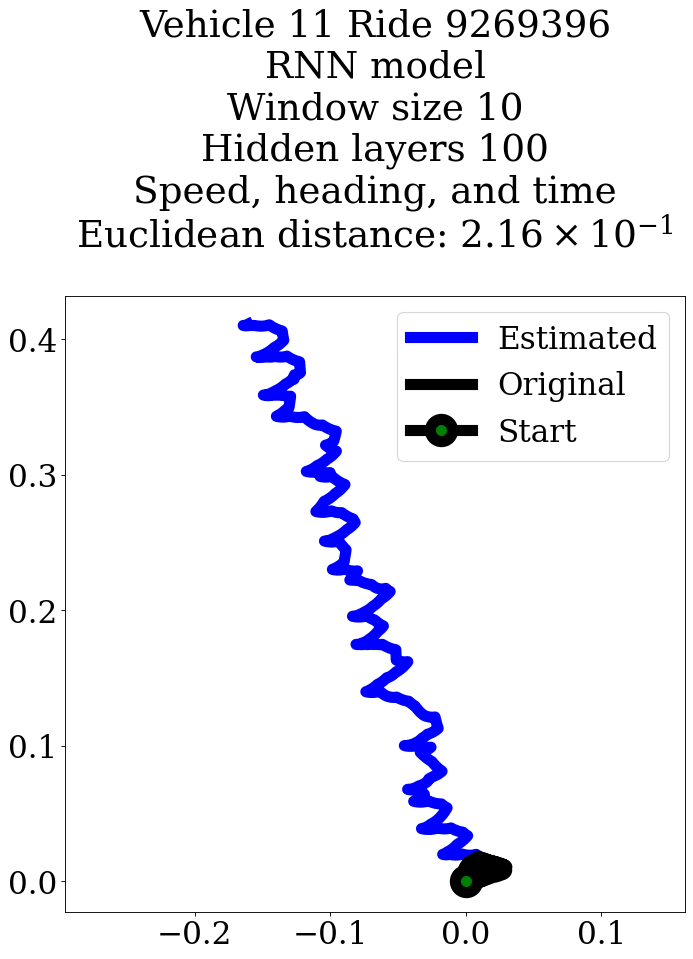 Vehicle 11 Ride 9269396
RNN model
Window size 10
Hidden layers 100
Speed, heading, and time
Euclidean distance: 2.16 × 10⁻¹
Estimated
Original
Start
0.4
0.3
0.2
0.1
0.0
−0.2 −0.1 0.0 0.1